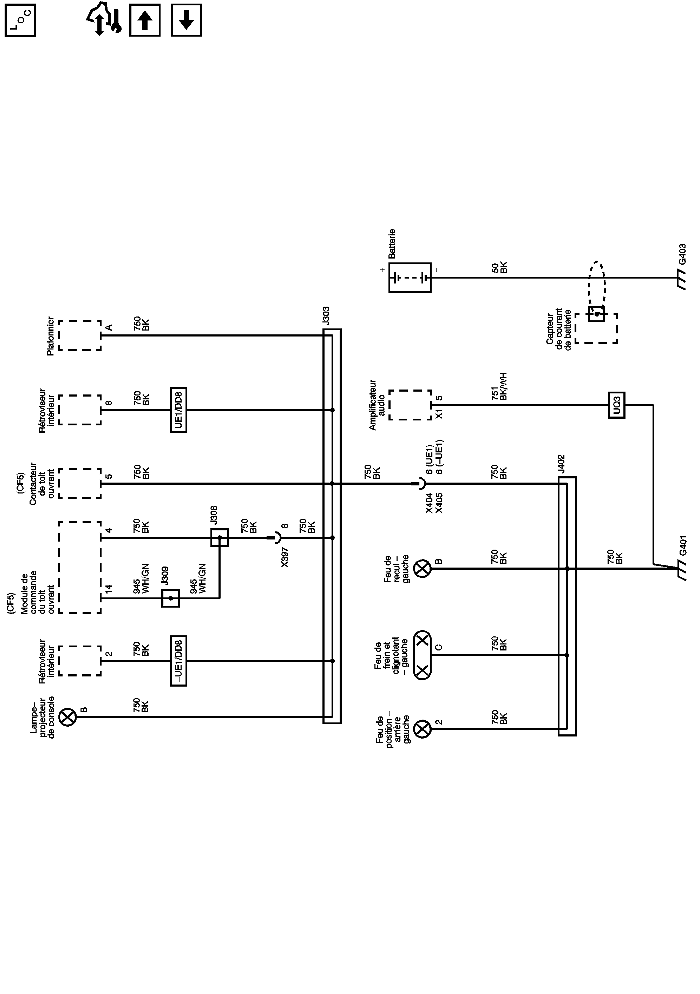 LOC
Lampe–
projecteur
de console
B
750
BK
Rétroviseur
intérieur
2
750
BK
–UE1/DD8
(CF5)
Module de
commande
du toit
ouvrant
14
945
WH/GN
J309
945
WH/GN
4
750
BK
J308
750
BK
8
X397
750
BK
(CF5)
Contacteur
de toit
ouvrant
5
750
BK
Rétroviseur
intérieur
8
750
BK
UE1/DD8
Plafonnier
A
750
BK
J303
750
BK
6 (UE1)
6 (–UE1)
X404
X405
750
BK
J402
Feu de
position –
arrière
gauche
2
750
BK
Feu de
frein et
clignotant
– gauche
C
750
BK
Feu de
recul –
gauche
B
750
BK
750
BK
G401
Amplificateur
audio
5
X1
751
BK/WH
UQ3
Batterie
+
–
50
BK
Capteur
de courant
de batterie
G403